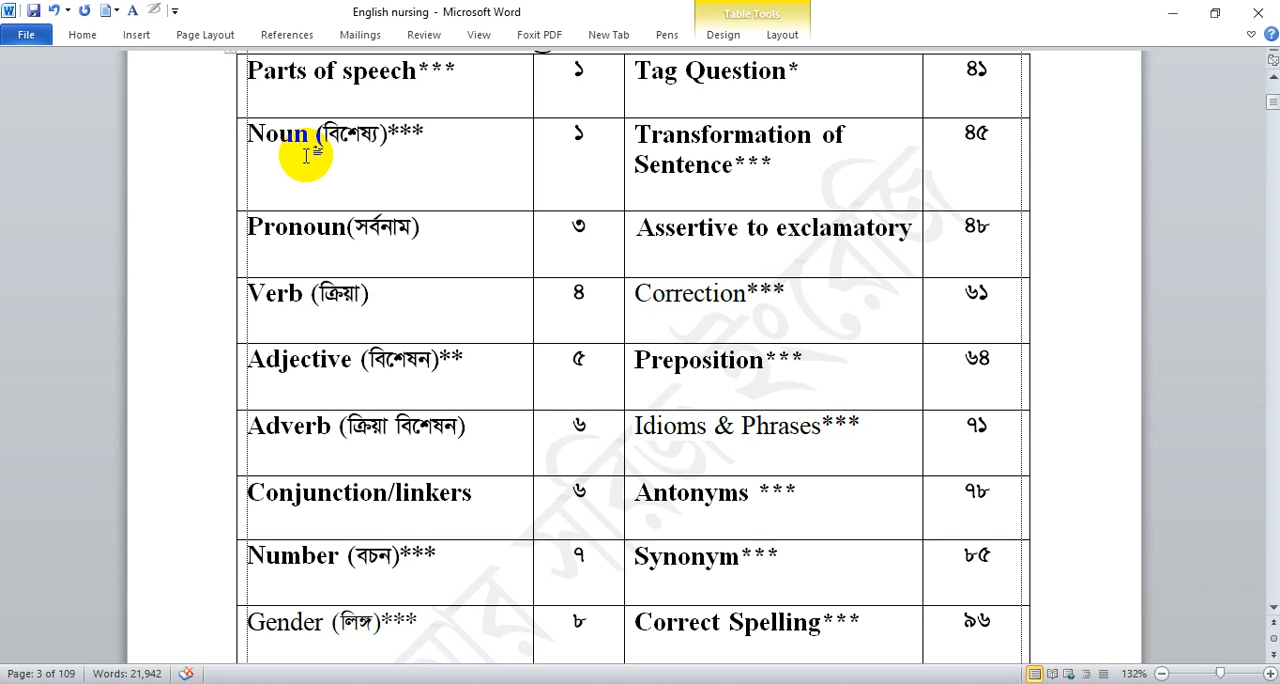 English nursing - Microsoft Word
Table Tools
File Home Insert Page Layout References Mailings Review View Foxit PDF New Tab Pens Design Layout
Parts of speech*** ১ Tag Question* ৪১
Noun (বিশেষ্য)*** ১ Transformation of ৪৫
Sentence***
Pronoun(সর্বনাম) ৩ Assertive to exclamatory ৪৮
Verb (ক্রিয়া) ৪ Correction*** ৬১
Adjective (বিশেষন)** ৫ Preposition*** ৬৪
Adverb (ক্রিয়া বিশেষন) ৬ Idioms & Phrases*** ৭১
Conjunction/linkers ৬ Antonyms *** ৭৮
Number (বচন)*** ৭ Synonym*** ৮৫
Gender (লিঙ্গ)*** ৮ Correct Spelling*** ৯৬
ার সহজ ইংরেজি
Page: 3 of 109 Words: 21,942 132%